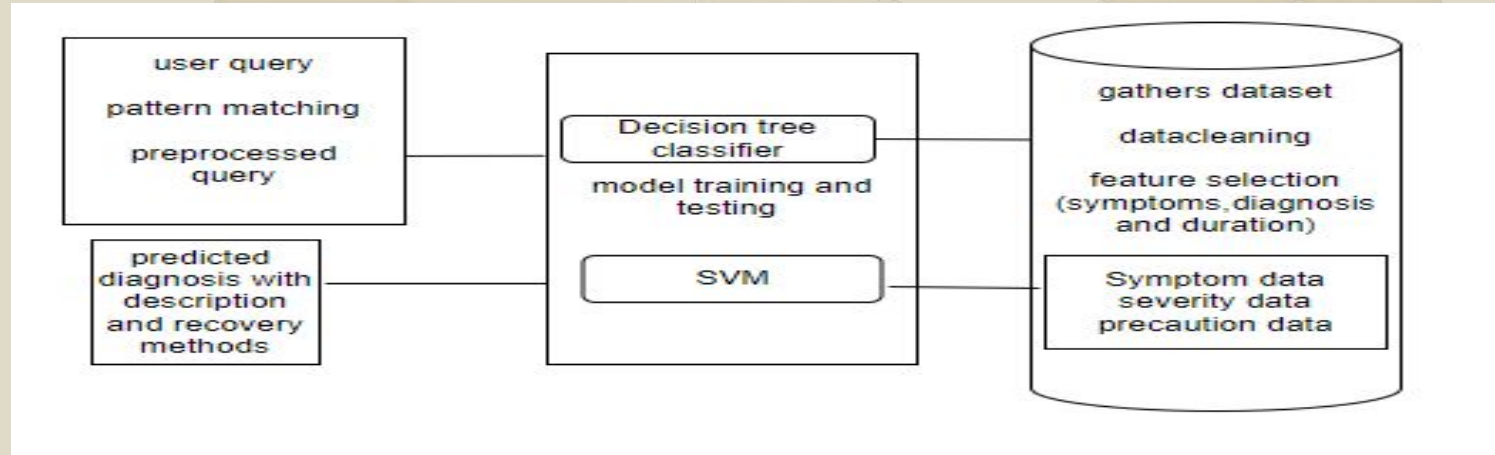 user query
pattern matching
preprocessed
query
predicted
diagnosis with
description
and recovery
methods
Decision tree
classifier
model training and
testing
SVM
gathers dataset
datacleaning
feature selection
(symptoms,diagnosis
and duration)
Symptom data
severity data
precaution data